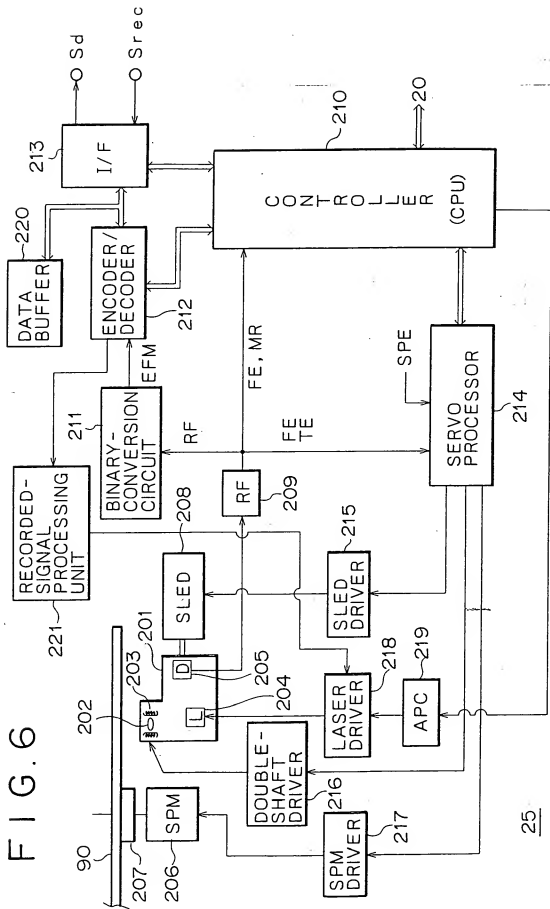 FIG.6
90
207
SPM
206
202
203
201
D
205
L
204
SLED
208
RECORDED-
SIGNAL
PROCESSING
UNIT
221
BINARY-
CONVERSION
CIRCUIT
211
EFM
RF
RF
209
DATA
BUFFER
220
ENCODER/
DECODER
212
I/F
213
Sd
Srec
CONTROLLER
(CPU)
210
20
FE, MR
FE
TE
SPE
SERVO
PROCESSOR
214
SLED
DRIVER
215
LASER
DRIVER
218
APC
219
DOUBLE-
SHAFT
DRIVER
216
SPM DRIVER
217
25